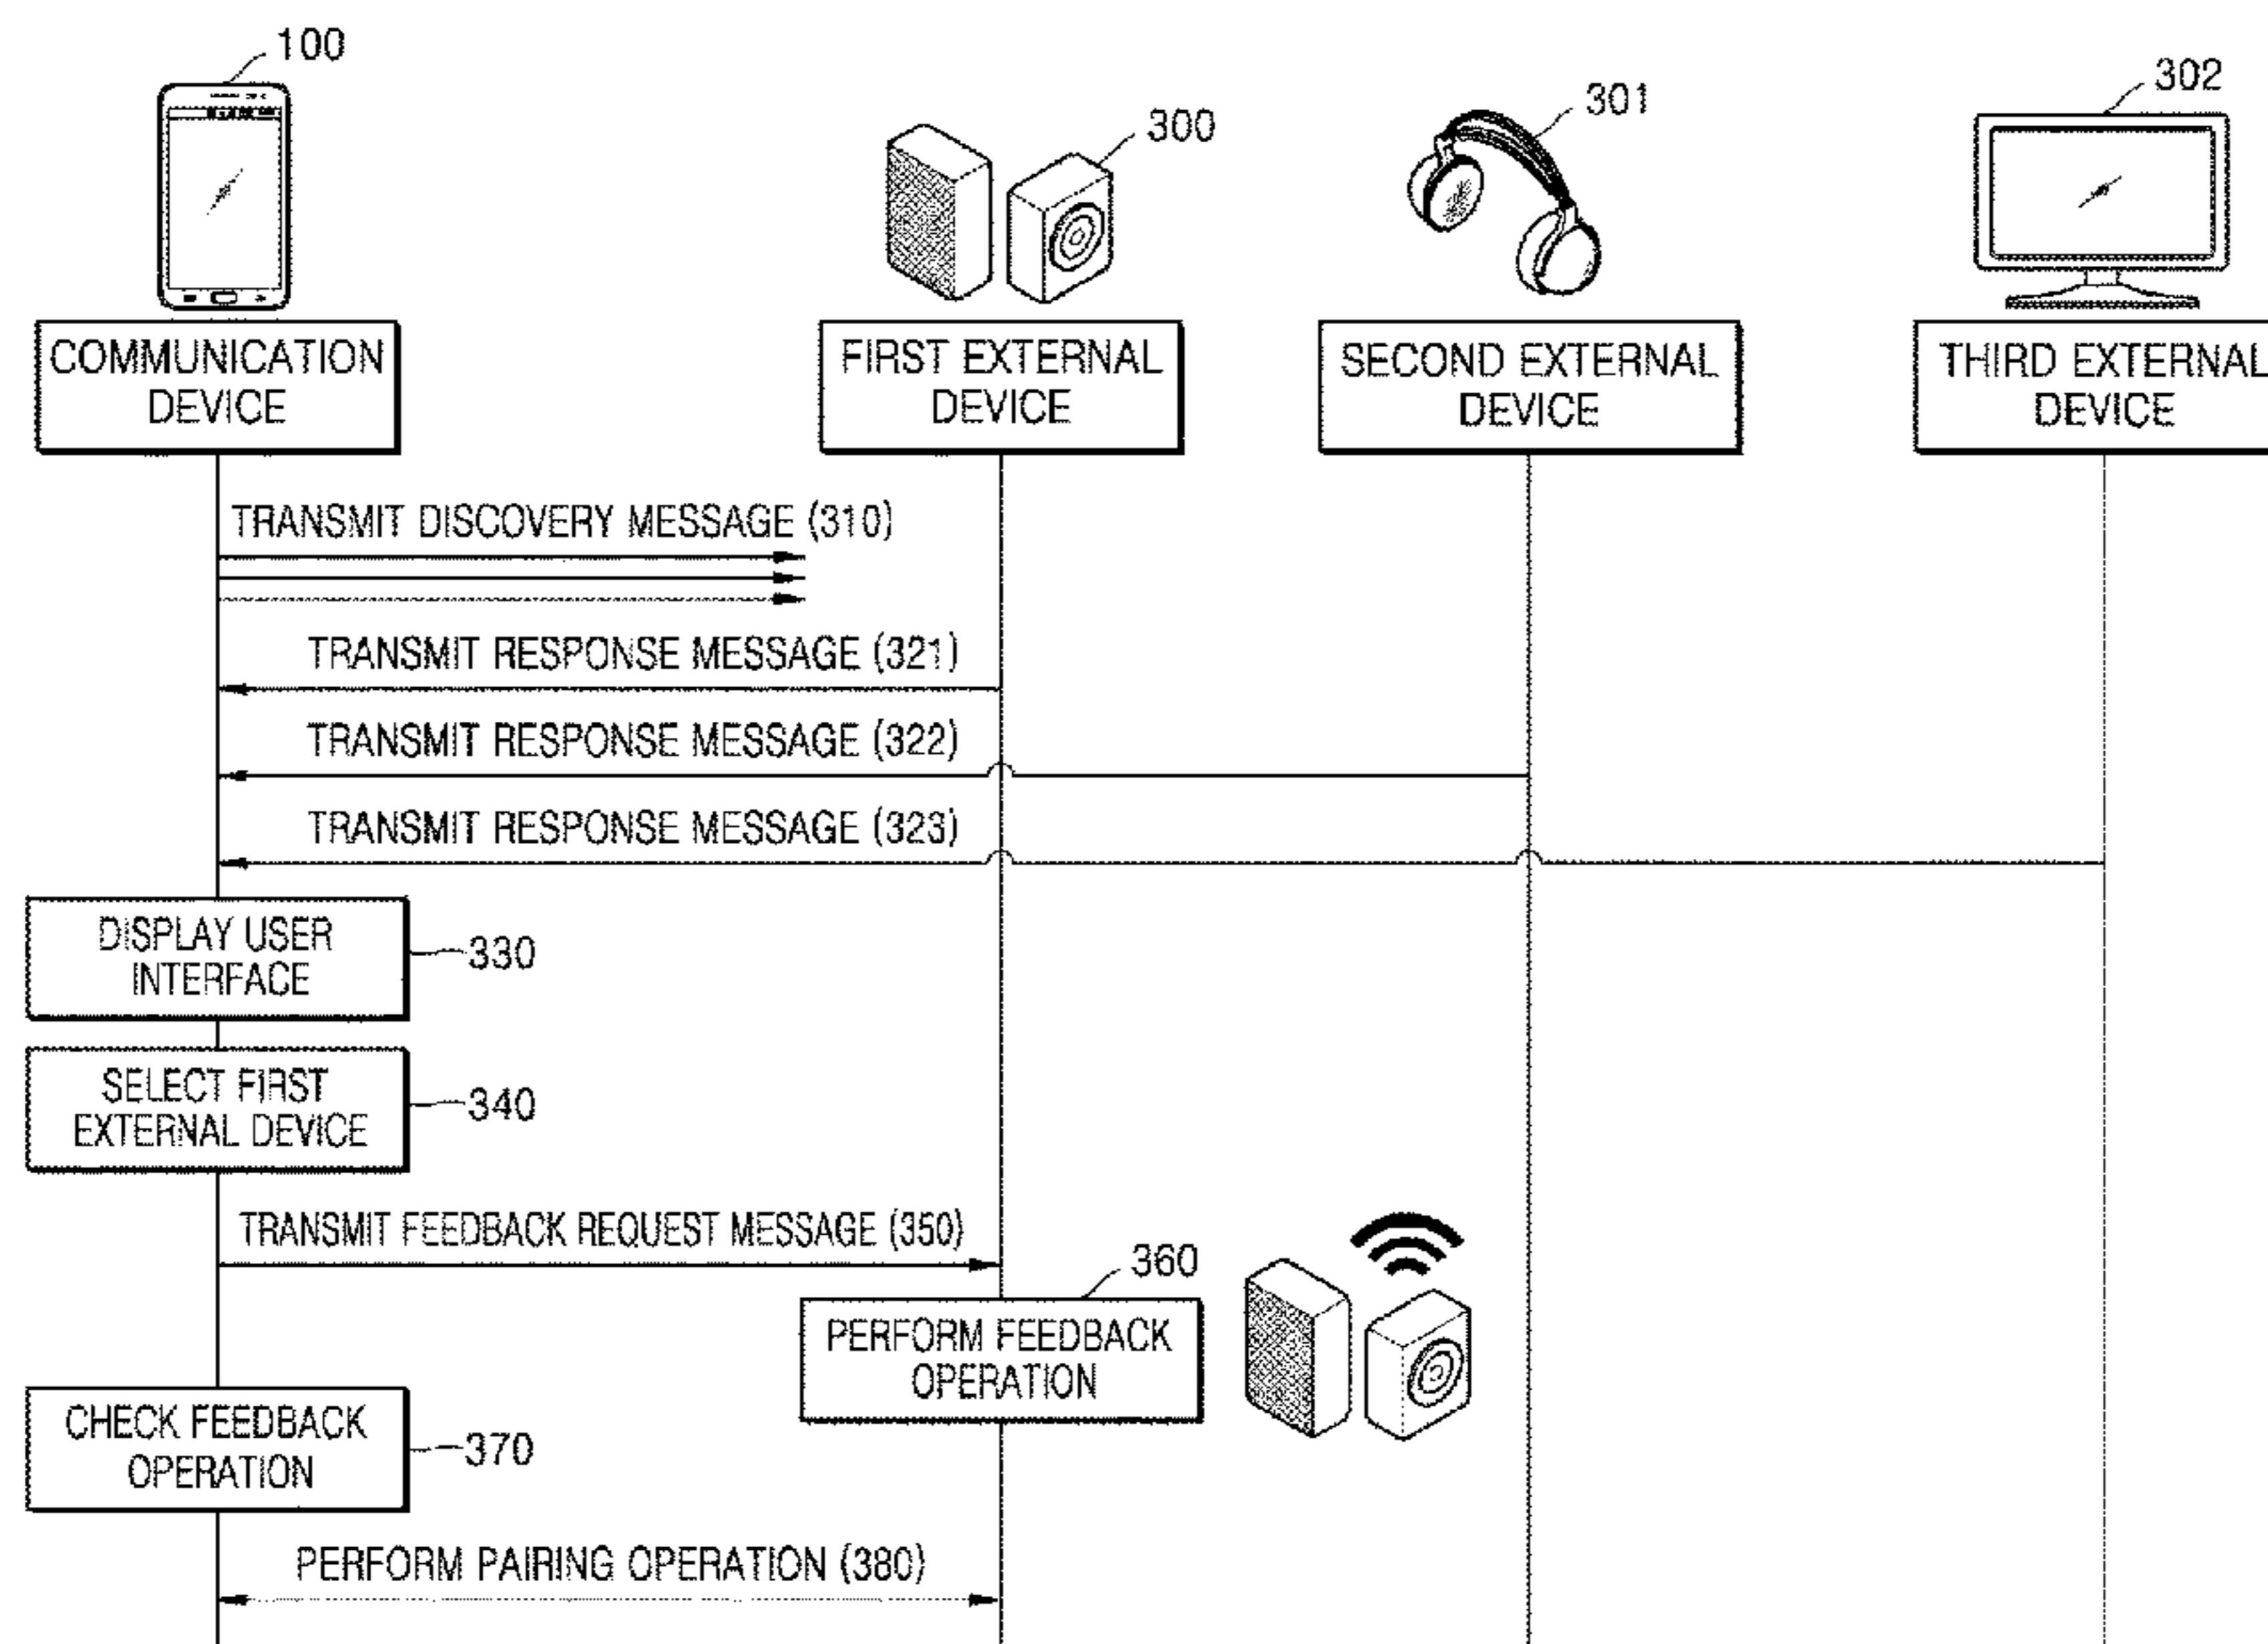 100
300
301
302
COMMUNICATION
DEVICE
FIRST EXTERNAL
DEVICE
SECOND EXTERNAL
DEVICE
THIRD EXTERNAL
DEVICE
TRANSMIT DISCOVERY MESSAGE (310)
TRANSMIT RESPONSE MESSAGE (321)
TRANSMIT RESPONSE MESSAGE (322)
TRANSMIT RESPONSE MESSAGE (323)
DISPLAY USER
INTERFACE
330
SELECT FIRST
EXTERNAL DEVICE
340
TRANSMIT FEEDBACK REQUEST MESSAGE (350)
360
PERFORM FEEDBACK
OPERATION
CHECK FEEDBACK
OPERATION
370
PERFORM PAIRING OPERATION (380)